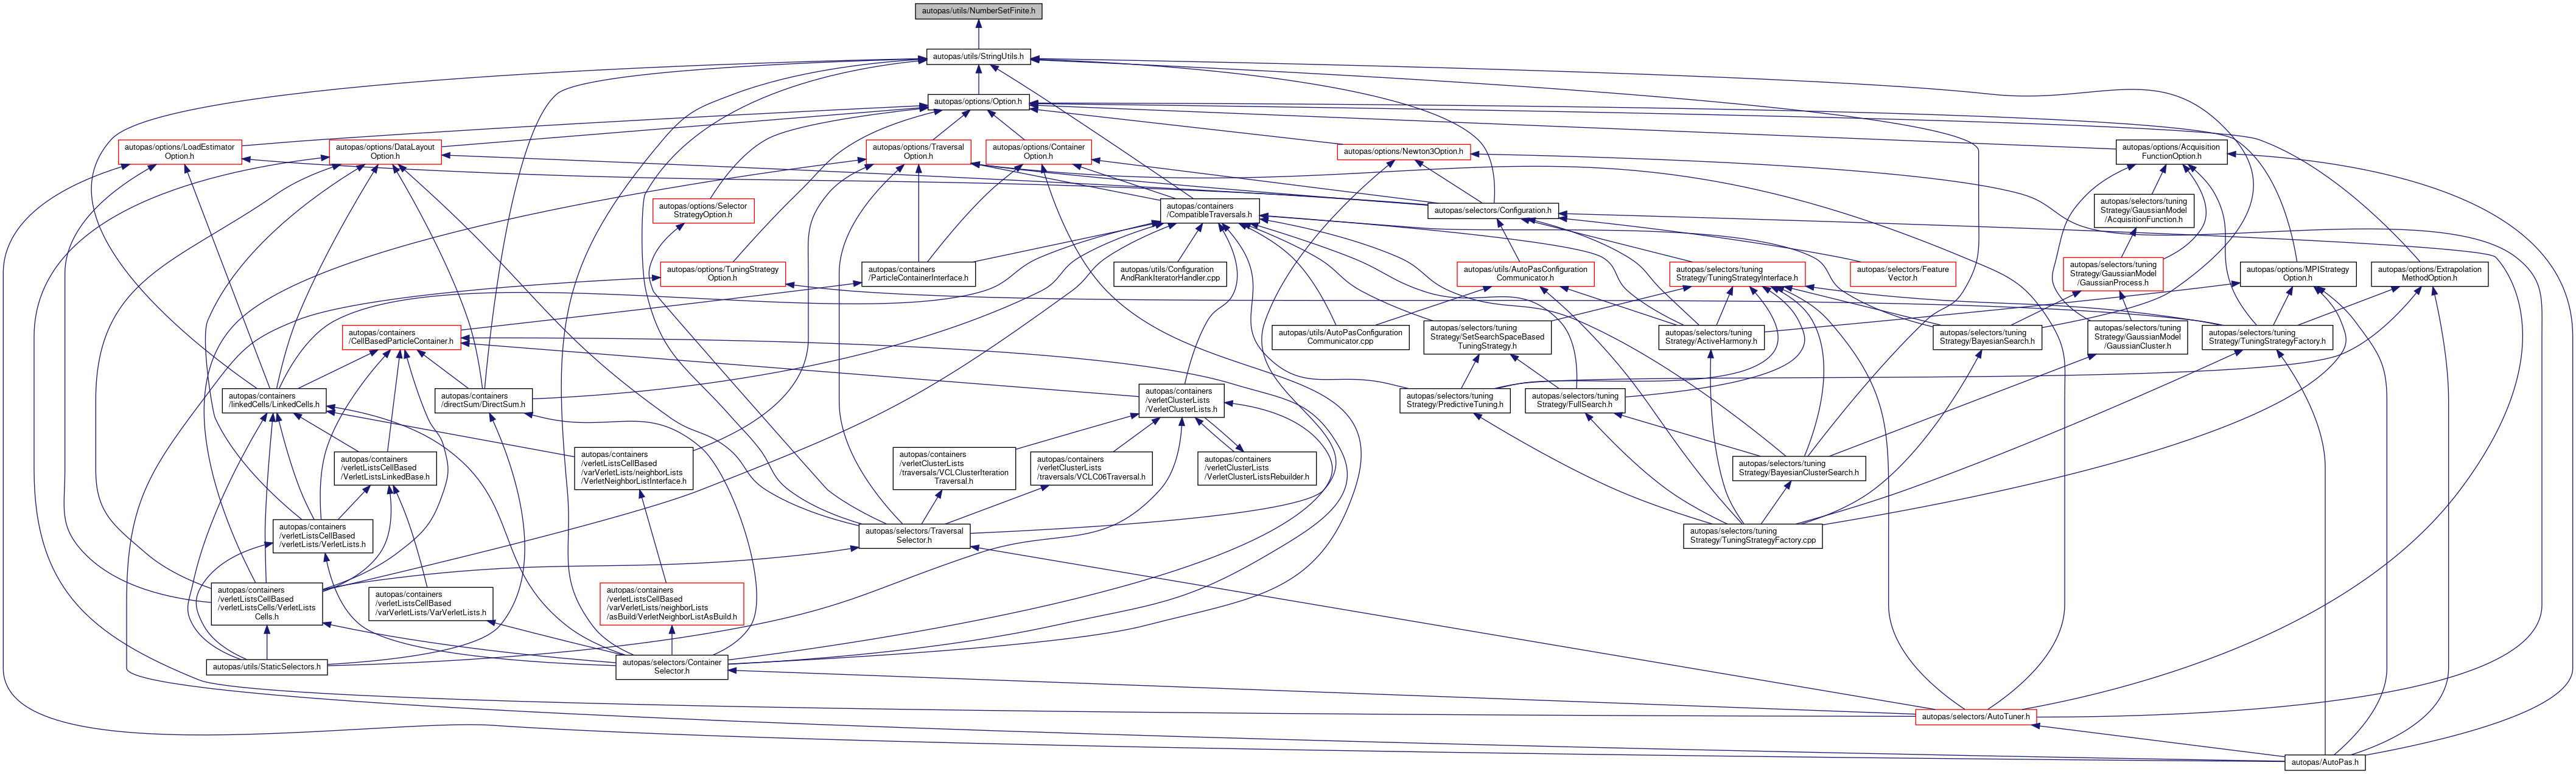 autopas/utils/NumberSetFinite.h
autopas/utils/StringUtils.h
autopas/options/Option.h
autopas/options/LoadEstimator
Option.h
autopas/options/DataLayout
Option.h
autopas/options/Traversal
Option.h
autopas/options/Container
Option.h
autopas/options/Newton3Option.h
autopas/options/Acquisition
FunctionOption.h
autopas/options/Selector
StrategyOption.h
autopas/containers
/CompatibleTraversals.h
autopas/selectors/Configuration.h
autopas/selectors/tuning
Strategy/GaussianModel
/AcquisitionFunction.h
autopas/options/TuningStrategy
Option.h
autopas/containers
/ParticleContainerInterface.h
autopas/utils/Configuration
AndRankIteratorHandler.cpp
autopas/utils/AutoPasConfiguration
Communicator.h
autopas/selectors/tuning
Strategy/TuningStrategyInterface.h
autopas/selectors/Feature
Vector.h
autopas/selectors/tuning
Strategy/GaussianModel
/GaussianProcess.h
autopas/options/MPIStrategy
Option.h
autopas/options/Extrapolation
MethodOption.h
autopas/containers
/CellBasedParticleContainer.h
autopas/utils/AutoPasConfiguration
Communicator.cpp
autopas/selectors/tuning
Strategy/SetSearchSpaceBased
TuningStrategy.h
autopas/selectors/tuning
Strategy/ActiveHarmony.h
autopas/selectors/tuning
Strategy/BayesianSearch.h
autopas/selectors/tuning
Strategy/GaussianModel
/GaussianCluster.h
autopas/selectors/tuning
Strategy/TuningStrategyFactory.h
autopas/containers
/linkedCells/LinkedCells.h
autopas/containers
/directSum/DirectSum.h
autopas/containers
/verletClusterLists
/VerletClusterLists.h
autopas/selectors/tuning
Strategy/PredictiveTuning.h
autopas/selectors/tuning
Strategy/FullSearch.h
autopas/containers
/verletListsCellBased
/VerletListsLinkedBase.h
autopas/containers
/verletListsCellBased
/varVerletLists/neighborLists
/VerletNeighborListInterface.h
autopas/containers
/verletClusterLists
/traversals/VCLClusterIteration
Traversal.h
autopas/containers
/verletClusterLists
/traversals/VCLC06Traversal.h
autopas/containers
/verletClusterLists
/VerletClusterListsRebuilder.h
autopas/selectors/tuning
Strategy/BayesianClusterSearch.h
autopas/containers
/verletListsCellBased
/verletLists/VerletLists.h
autopas/selectors/Traversal
Selector.h
autopas/selectors/tuning
Strategy/TuningStrategyFactory.cpp
autopas/containers
/verletListsCellBased
/verletListsCells/VerletLists
Cells.h
autopas/containers
/verletListsCellBased
/varVerletLists/VarVerletLists.h
autopas/containers
/verletListsCellBased
/varVerletLists/neighborLists
/asBuild/VerletNeighborListAsBuild.h
autopas/utils/StaticSelectors.h
autopas/selectors/Container
Selector.h
autopas/selectors/AutoTuner.h
autopas/AutoPas.h